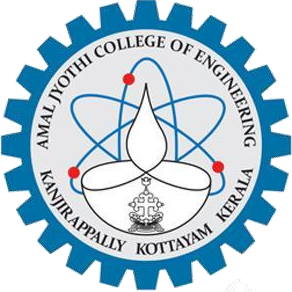 AMAL JYOTHI COLLEGE OF ENGINEERING
KANJIRAPPALLY KOTTAYAM KERALA